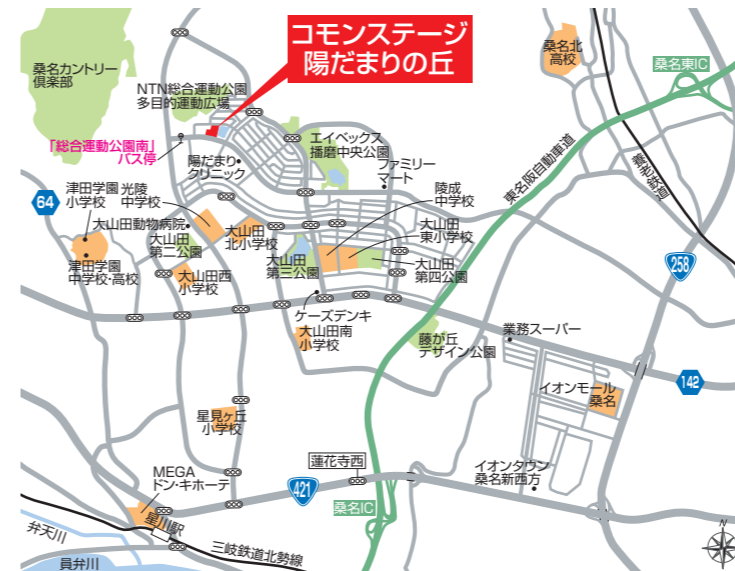 コモンステージ
陽だまりの丘
桑名カントリー
倶楽部
NTN総合運動公園
多目的運動広場
桑名北
高校
桑名東IC
「総合運動公園南」
バス停
陽だまり
クリニック
エイベックス
播磨中央公園
ファミリー
マート
東名阪自動車道
養老鉄道
64
津田学園
小学校
光陵
中学校
陵成
中学校
大山田動物病院
大山田
北小学校
大山田
東小学校
大山田
第二公園
大山田
第三公園
大山田
第四公園
津田学園
中学校・高校
大山田西
小学校
258
ケーズデンキ
大山田南
小学校
藤が丘
デザイン公園
業務スーパー
142
イオンモール
桑名
星見ヶ丘
小学校
蓮花寺西
イオンタウン
桑名新西方
MEGA
ドン・キホーテ
421
桑名IC
星川駅
弁天川
三岐鉄道北勢線
員弁川
N